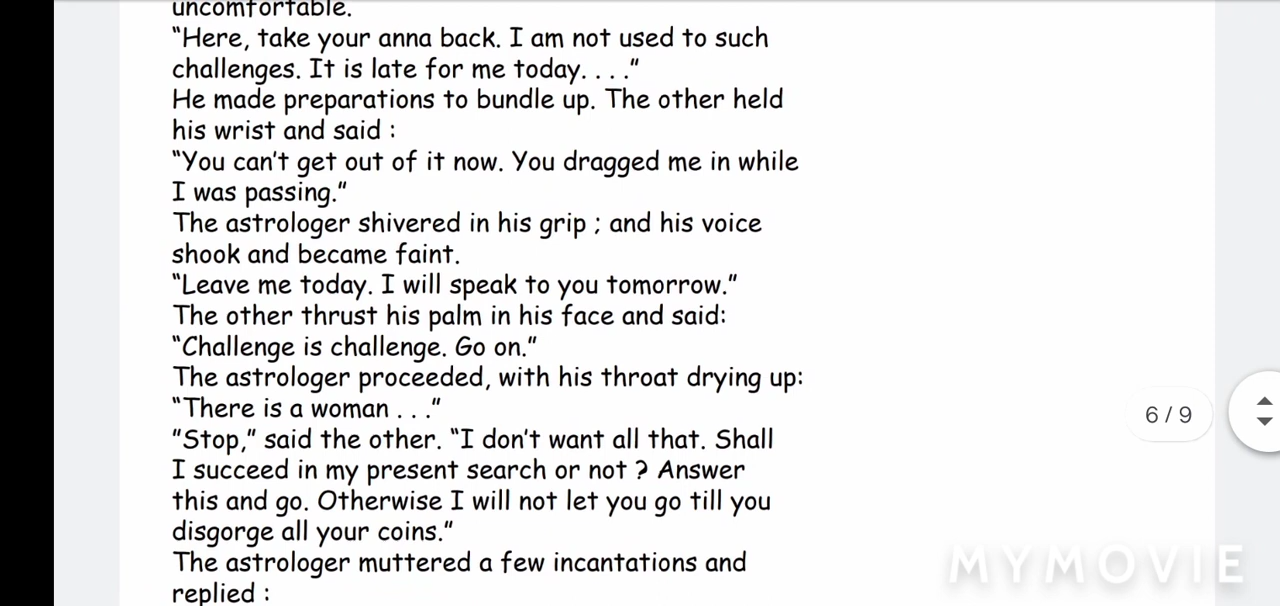 uncomfortable.
"Here, take your anna back. I am not used to such
challenges. It is late for me today. . . ."
He made preparations to bundle up. The other held
his wrist and said :
"You can't get out of it now. You dragged me in while
I was passing."
The astrologer shivered in his grip ; and his voice
shook and became faint.
"Leave me today. I will speak to you tomorrow."
The other thrust his palm in his face and said:
"Challenge is challenge. Go on."
The astrologer proceeded, with his throat drying up:
"There is a woman . . ."
"Stop," said the other. "I don't want all that. Shall
I succeed in my present search or not ? Answer
this and go. Otherwise I will not let you go till you
disgorge all your coins."
The astrologer muttered a few incantations and
replied :
6 / 9
MYMOVIE